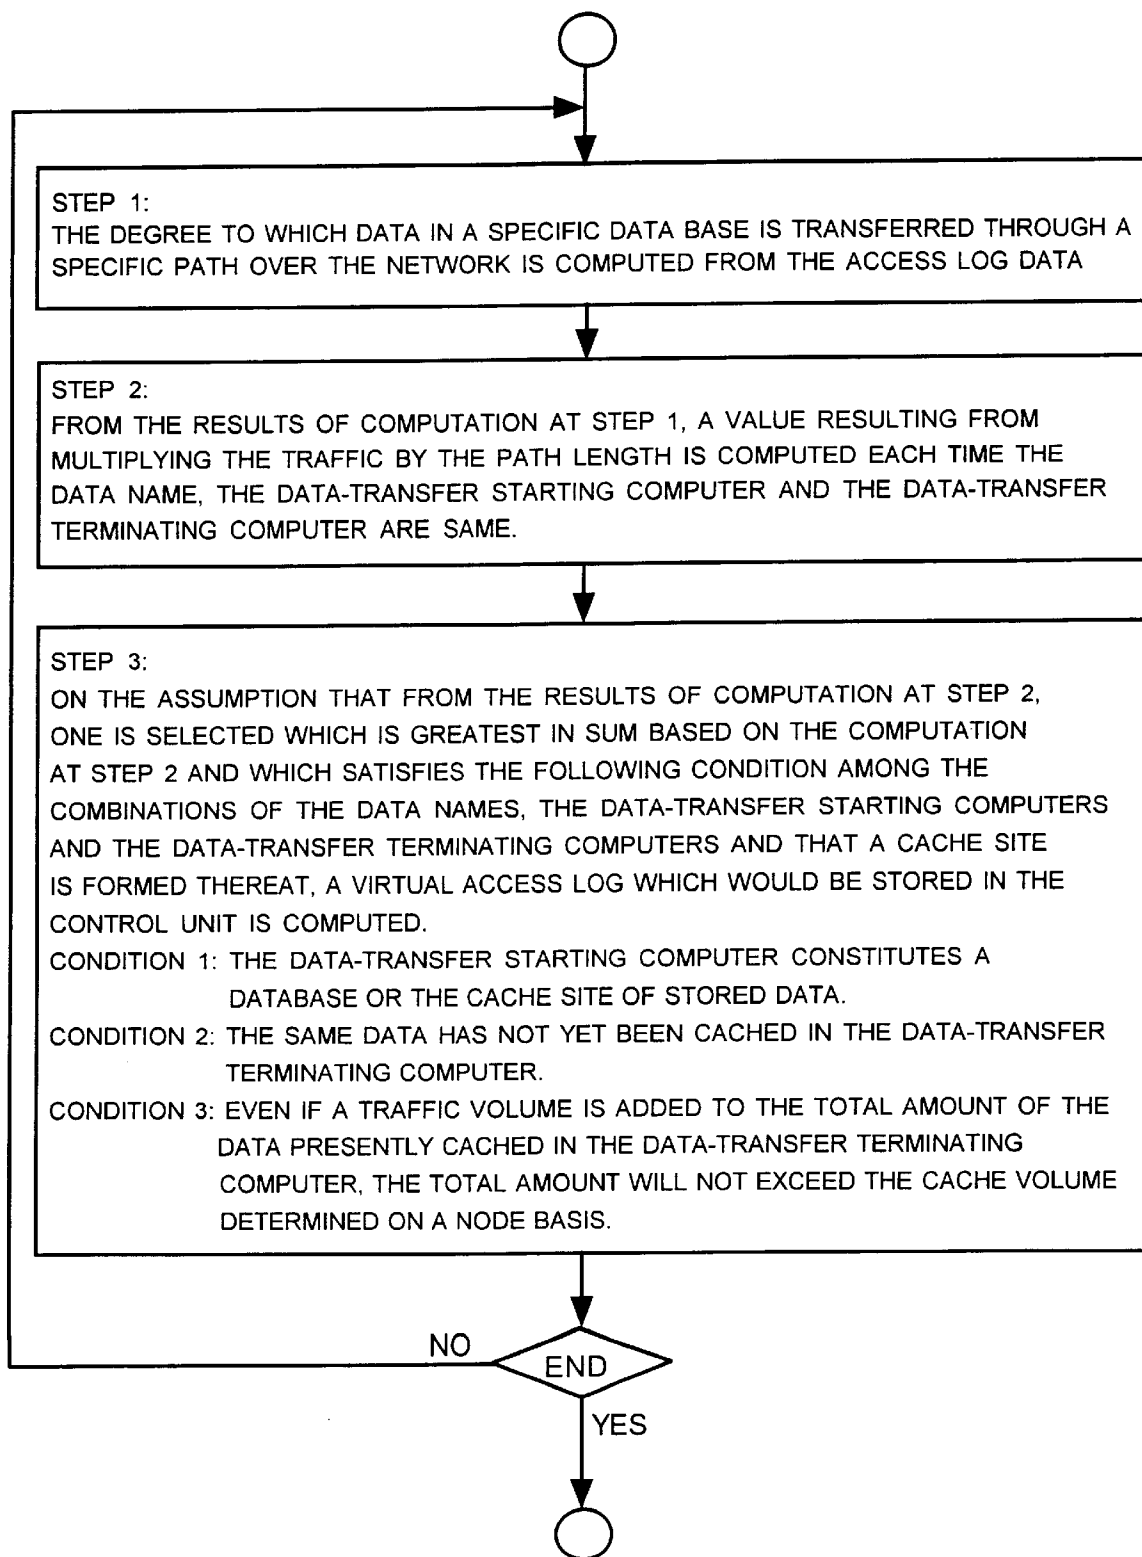 STEP 1:
THE DEGREE TO WHICH DATA IN A SPECIFIC DATA BASE IS TRANSFERRED THROUGH A
SPECIFIC PATH OVER THE NETWORK IS COMPUTED FROM THE ACCESS LOG DATA
STEP 2:
FROM THE RESULTS OF COMPUTATION AT STEP 1, A VALUE RESULTING FROM
MULTIPLYING THE TRAFFIC BY THE PATH LENGTH IS COMPUTED EACH TIME THE
DATA NAME, THE DATA-TRANSFER STARTING COMPUTER AND THE DATA-TRANSFER
TERMINATING COMPUTER ARE SAME.
STEP 3:
ON THE ASSUMPTION THAT FROM THE RESULTS OF COMPUTATION AT STEP 2,
ONE IS SELECTED WHICH IS GREATEST IN SUM BASED ON THE COMPUTATION
AT STEP 2 AND WHICH SATISFIES THE FOLLOWING CONDITION AMONG THE
COMBINATIONS OF THE DATA NAMES, THE DATA-TRANSFER STARTING COMPUTERS
AND THE DATA-TRANSFER TERMINATING COMPUTERS AND THAT A CACHE SITE
IS FORMED THEREAT, A VIRTUAL ACCESS LOG WHICH WOULD BE STORED IN THE
CONTROL UNIT IS COMPUTED.
CONDITION 1: THE DATA-TRANSFER STARTING COMPUTER CONSTITUTES A
DATABASE OR THE CACHE SITE OF STORED DATA.
CONDITION 2: THE SAME DATA HAS NOT YET BEEN CACHED IN THE DATA-TRANSFER
TERMINATING COMPUTER.
CONDITION 3: EVEN IF A TRAFFIC VOLUME IS ADDED TO THE TOTAL AMOUNT OF THE
DATA PRESENTLY CACHED IN THE DATA-TRANSFER TERMINATING
COMPUTER, THE TOTAL AMOUNT WILL NOT EXCEED THE CACHE VOLUME
DETERMINED ON A NODE BASIS.
NO
END
YES